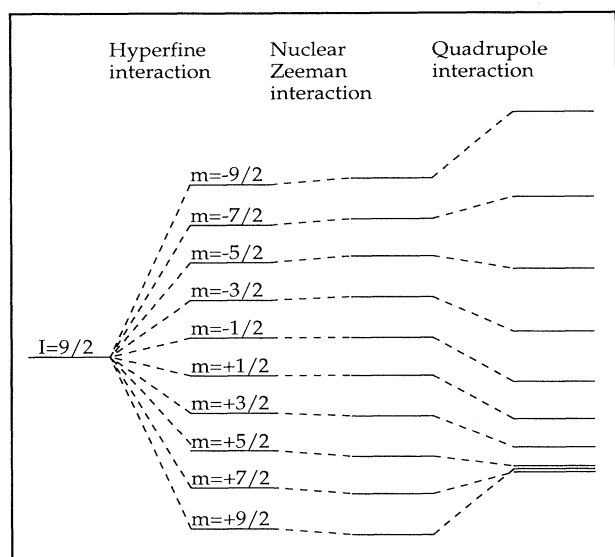 Hyperfine interaction
Nuclear Zeeman interaction
Quadrupole interaction
m=-9/2
m=-7/2
m=-5/2
m=-3/2
m=-1/2
I=9/2
m=+1/2
m=+3/2
m=+5/2
m=+7/2
m=+9/2